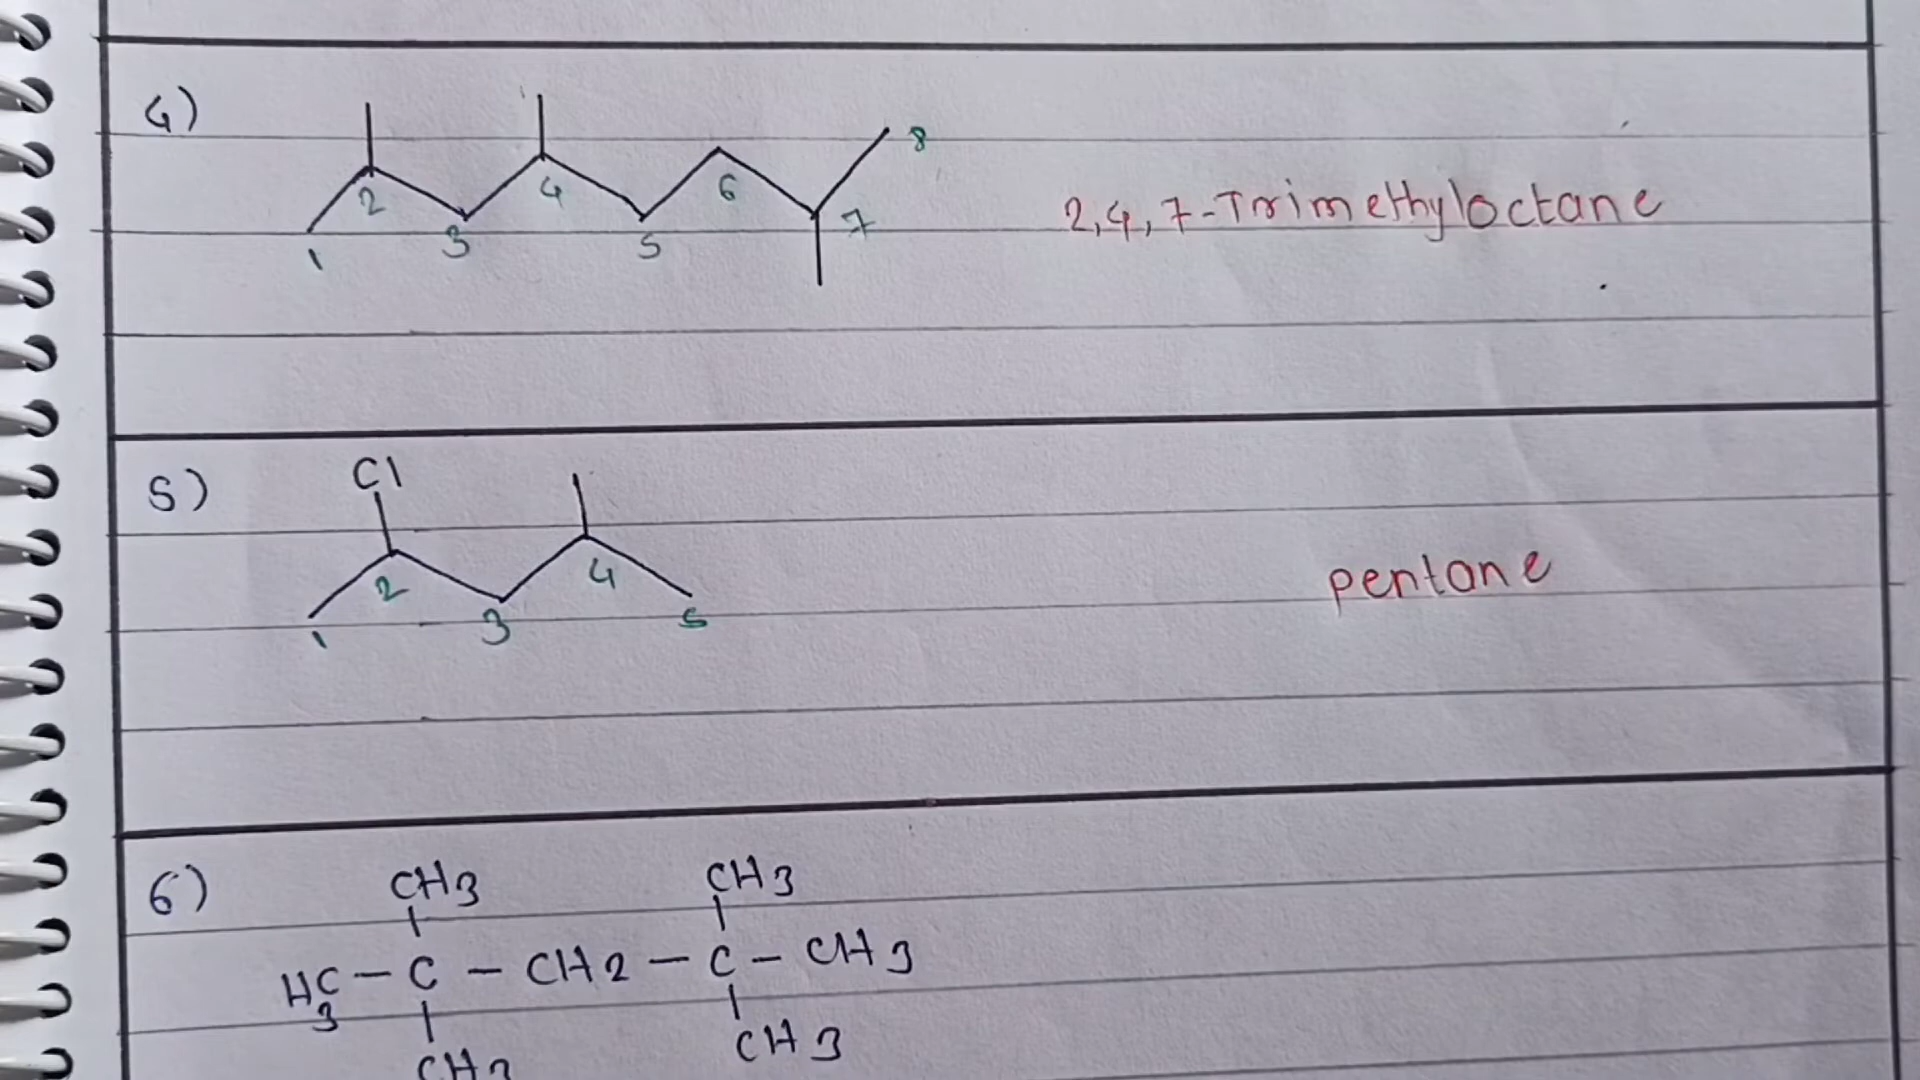 4)
2
4
6
8
1
3
5
7
2,4,7-Trimethyloctane
5)
Cl
2
4
1
3
5
pentane
6)
CH3 CH3
H3C - C - CH2 - C - CH3
CH3 CH3